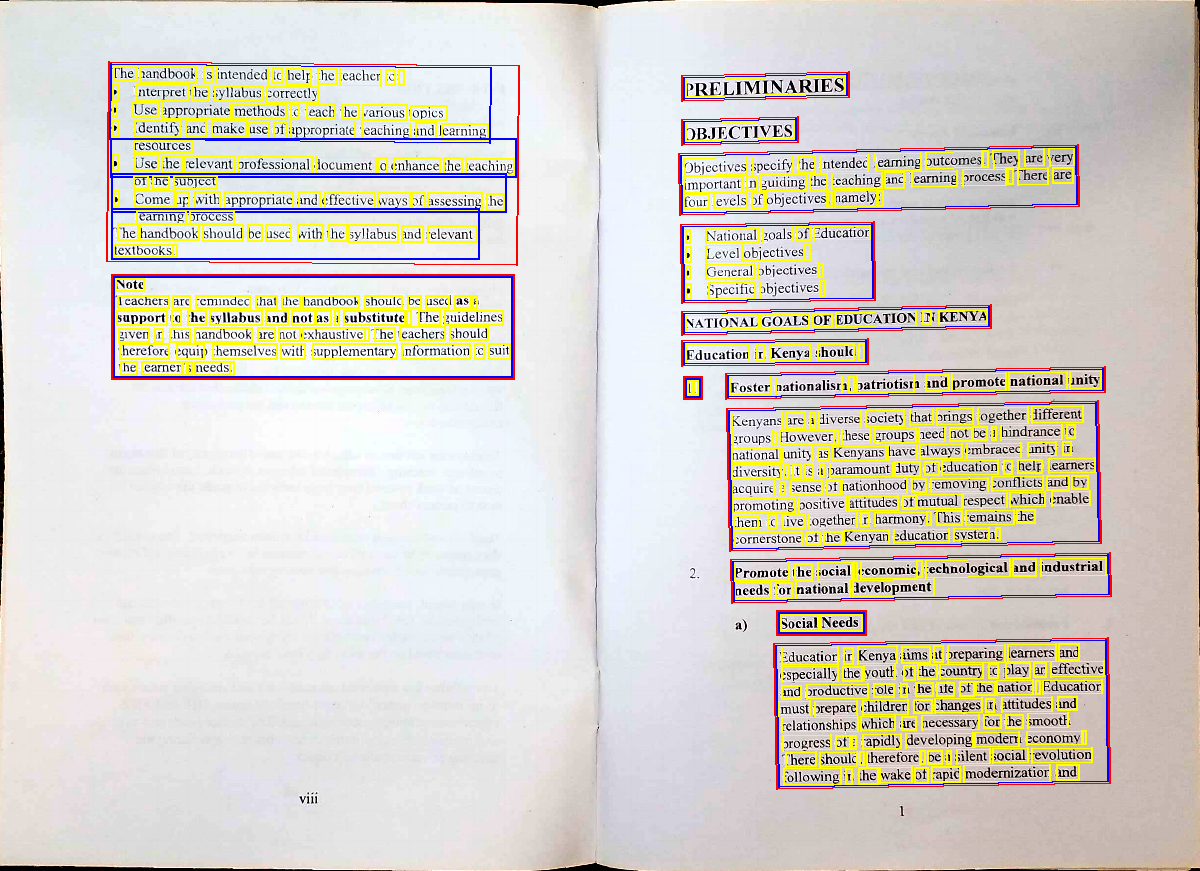 The handbook is intended to help the teacher to:
• Interpret the syllabus correctly
• Use appropriate methods to teach the various topics
• Identify and make use of appropriate teaching and learning
resources
• Use the relevant professional document to enhance the teaching
of the subject
• Come up with appropriate and effective ways of assessing the
learning process
The handbook should be used with the syllabus and relevant
textbooks.
Note
Teachers are reminded that the handbook should be used as a
support to the syllabus and not as a substitute. The guidelines
given in this handbook are not exhaustive. The teachers should
therefore equip themselves with supplementary information to suit
the learner's needs.
viii
PRELIMINARIES
OBJECTIVES
Objectives specify the intended learning outcomes. They are very
important in guiding the teaching and learning process. There are
four levels of objectives namely:
• National goals of Education
• Level objectives
• General objectives
• Specific objectives
NATIONAL GOALS OF EDUCATION IN KENYA
Education in Kenya should:
1. Foster nationalism, patriotism and promote national unity
Kenyans are a diverse society that brings together different
groups. However, these groups need not be a hindrance to
national unity as Kenyans have always embraced unity in
diversity. It is a paramount duty of education to help learners
acquire a sense of nationhood by removing conflicts and by
promoting positive attitudes of mutual respect which enable
them to live together in harmony. This remains the
cornerstone of the Kenyan education system.
2. Promote the social economic, technological and industrial
needs for national development
a) Social Needs
Education in Kenya aims at preparing learners and
especially the youth of the country to play an effective
and productive role in the life of the nation. Education
must prepare children for changes in attitudes and
relationships which are necessary for the smooth
progress of a rapidly developing modern economy.
There should, therefore, be a silent social revolution
following in the wake of rapid modernization and
1